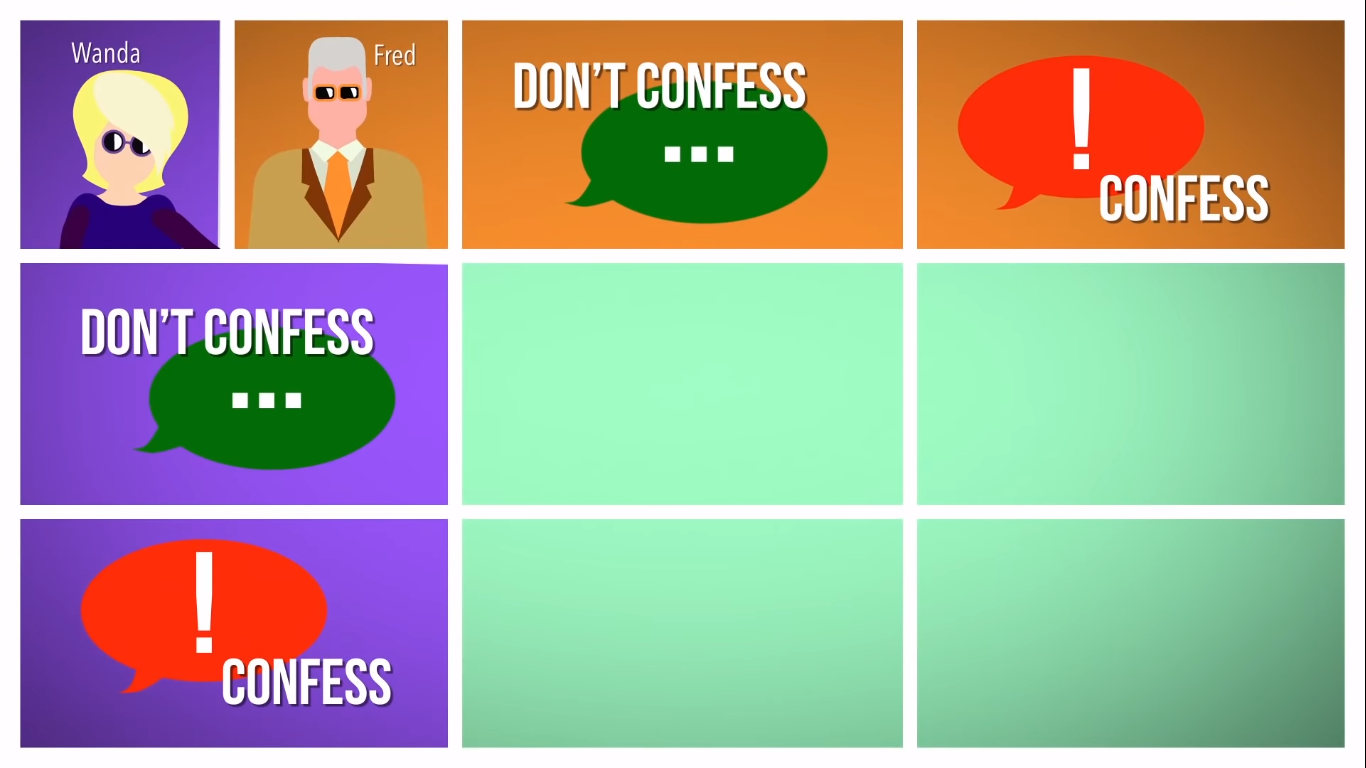 Wanda
Fred
DON'T CONFESS
...
!
CONFESS
DON'T CONFESS
...
!
CONFESS